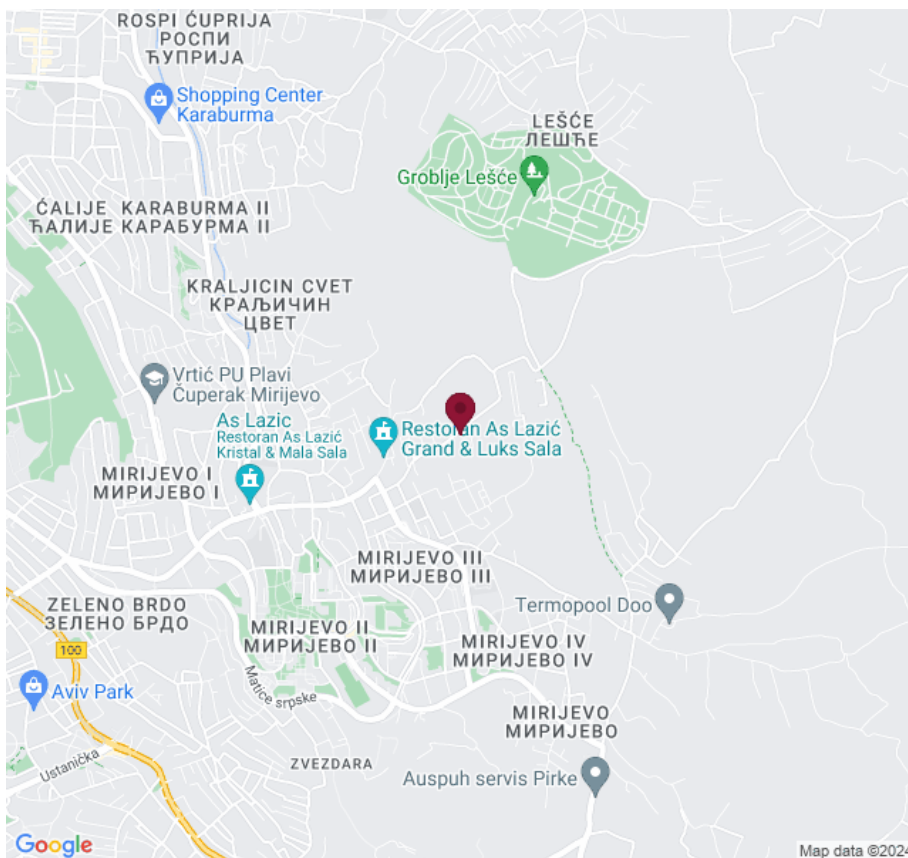 ROSPI ĆUPRIJA
РОСПИ
ЋУПРИЈА
Shopping Center
Karaburma
LEŠĆE
ЛЕШЋЕ
Groblje Lešće
ĆALIJE KARABURMA II
ЋАЛИЈЕ КАРАБУРМА II
KRALJICIN CVET
КРАЉИЧИН
ЦВЕТ
Vrtić PU Plavi
Čuperak Mirijevo
As Lazic
Restoran As Lazić
Kristal & Mala Sala
Restoran As Lazić
Grand & Luks Sala
MIRIJEVO I
МИРИЈЕВО I
MIRIJEVO III
МИРИЈЕВО III
ZELENO BRDO
ЗЕЛЕНО БРДО
Termopool Doo
MIRIJEVO II
МИРИЈЕВО II
MIRIJEVO IV
МИРИЈЕВО IV
100
Aviv Park
Matice srpske
MIRIJEVO
МИРИЈЕВО
Ustanička
ZVEZDARA
Auspuh servis Pirke
Google
Map data ©2024